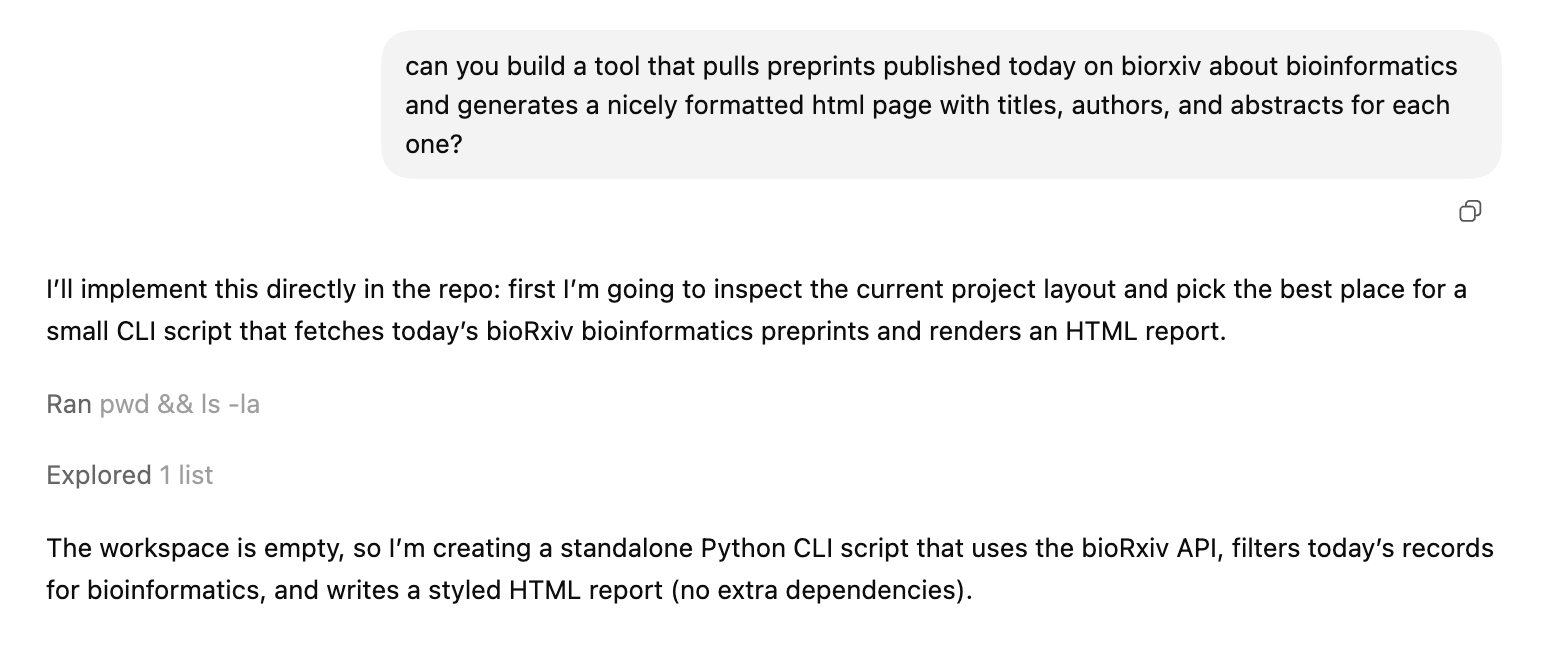 can you build a tool that pulls preprints published today on biorxiv about bioinformatics
and generates a nicely formatted html page with titles, authors, and abstracts for each
one?
I’ll implement this directly in the repo: first I’m going to inspect the current project layout and pick the best place for a
small CLI script that fetches today’s bioRxiv bioinformatics preprints and renders an HTML report.
Ran pwd && ls -la
Explored 1 list
The workspace is empty, so I’m creating a standalone Python CLI script that uses the bioRxiv API, filters today’s records
for bioinformatics, and writes a styled HTML report (no extra dependencies).